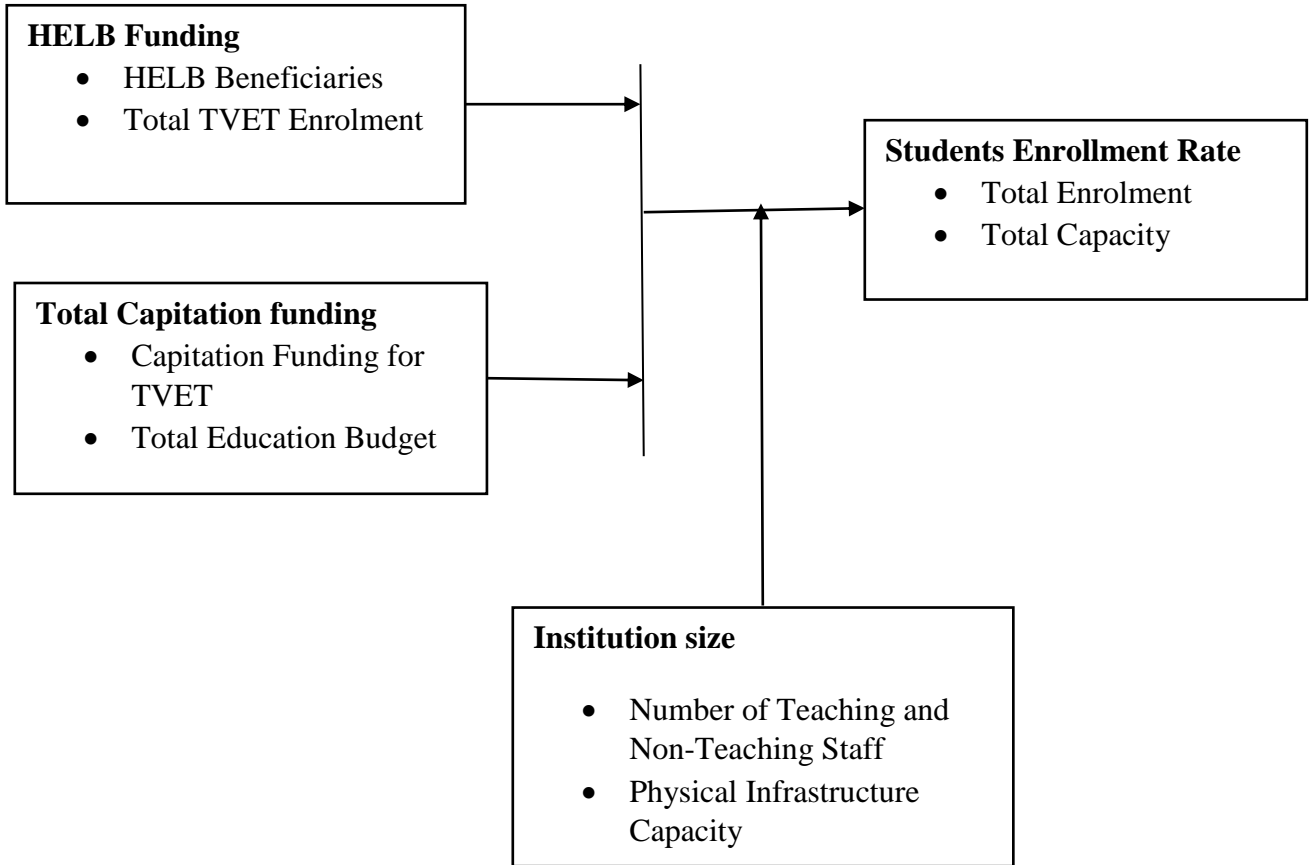 HELB Funding
• HELB Beneficiaries
• Total TVET Enrolment
Students Enrollment Rate
• Total Enrolment
• Total Capacity
Total Capitation funding
• Capitation Funding for
TVET
• Total Education Budget
Institution size
• Number of Teaching and
Non-Teaching Staff
• Physical Infrastructure
Capacity